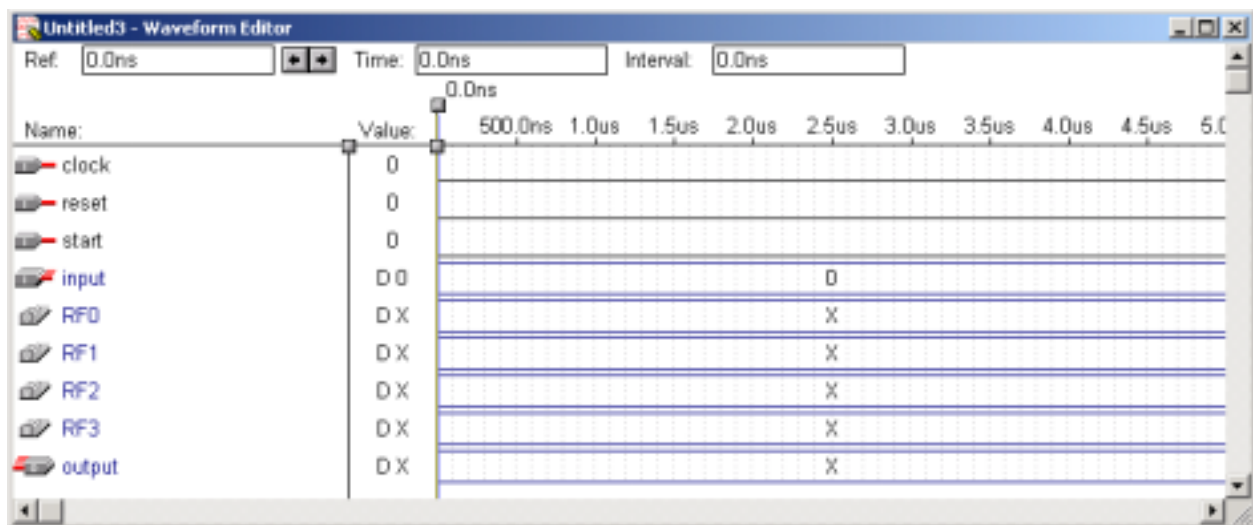 Untitled3 - Waveform Editor
Ref: 0.0ns Time: 0.0ns Interval: 0.0ns
0.0ns
Name: Value: 500.0ns 1.0us 1.5us 2.0us 2.5us 3.0us 3.5us 4.0us 4.5us 5.0
clock 0
reset 0
start 0
input D 0 0
RF0 D X X
RF1 D X X
RF2 D X X
RF3 D X X
output D X X